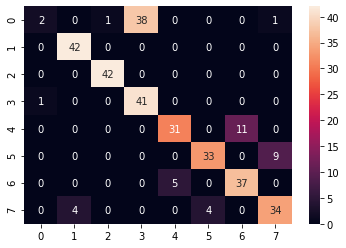 0 2 0 1 38 0 0 0 1
1 0 42 0 0 0 0 0 0
2 0 0 42 0 0 0 0 0
3 1 0 0 41 0 0 0 0
4 0 0 0 0 31 0 11 0
5 0 0 0 0 0 33 0 9
6 0 0 0 0 5 0 37 0
7 0 4 0 0 0 4 0 34
0 1 2 3 4 5 6 7
40
35
30
25
20
15
10
5
0